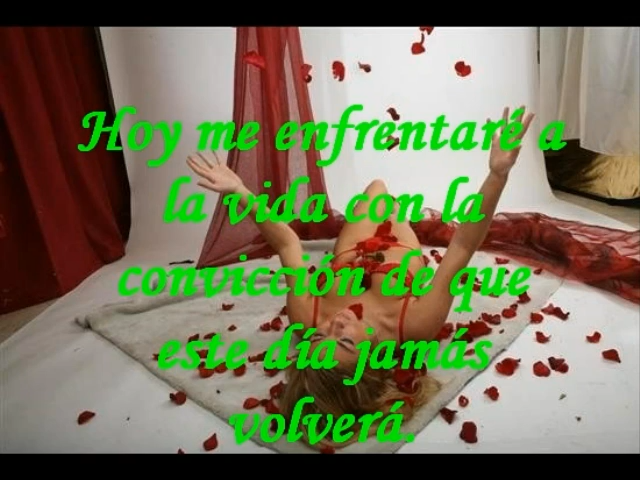 Hoy me enfrentaré a
la vida con la
convicción de que
este día jamás
volverá.